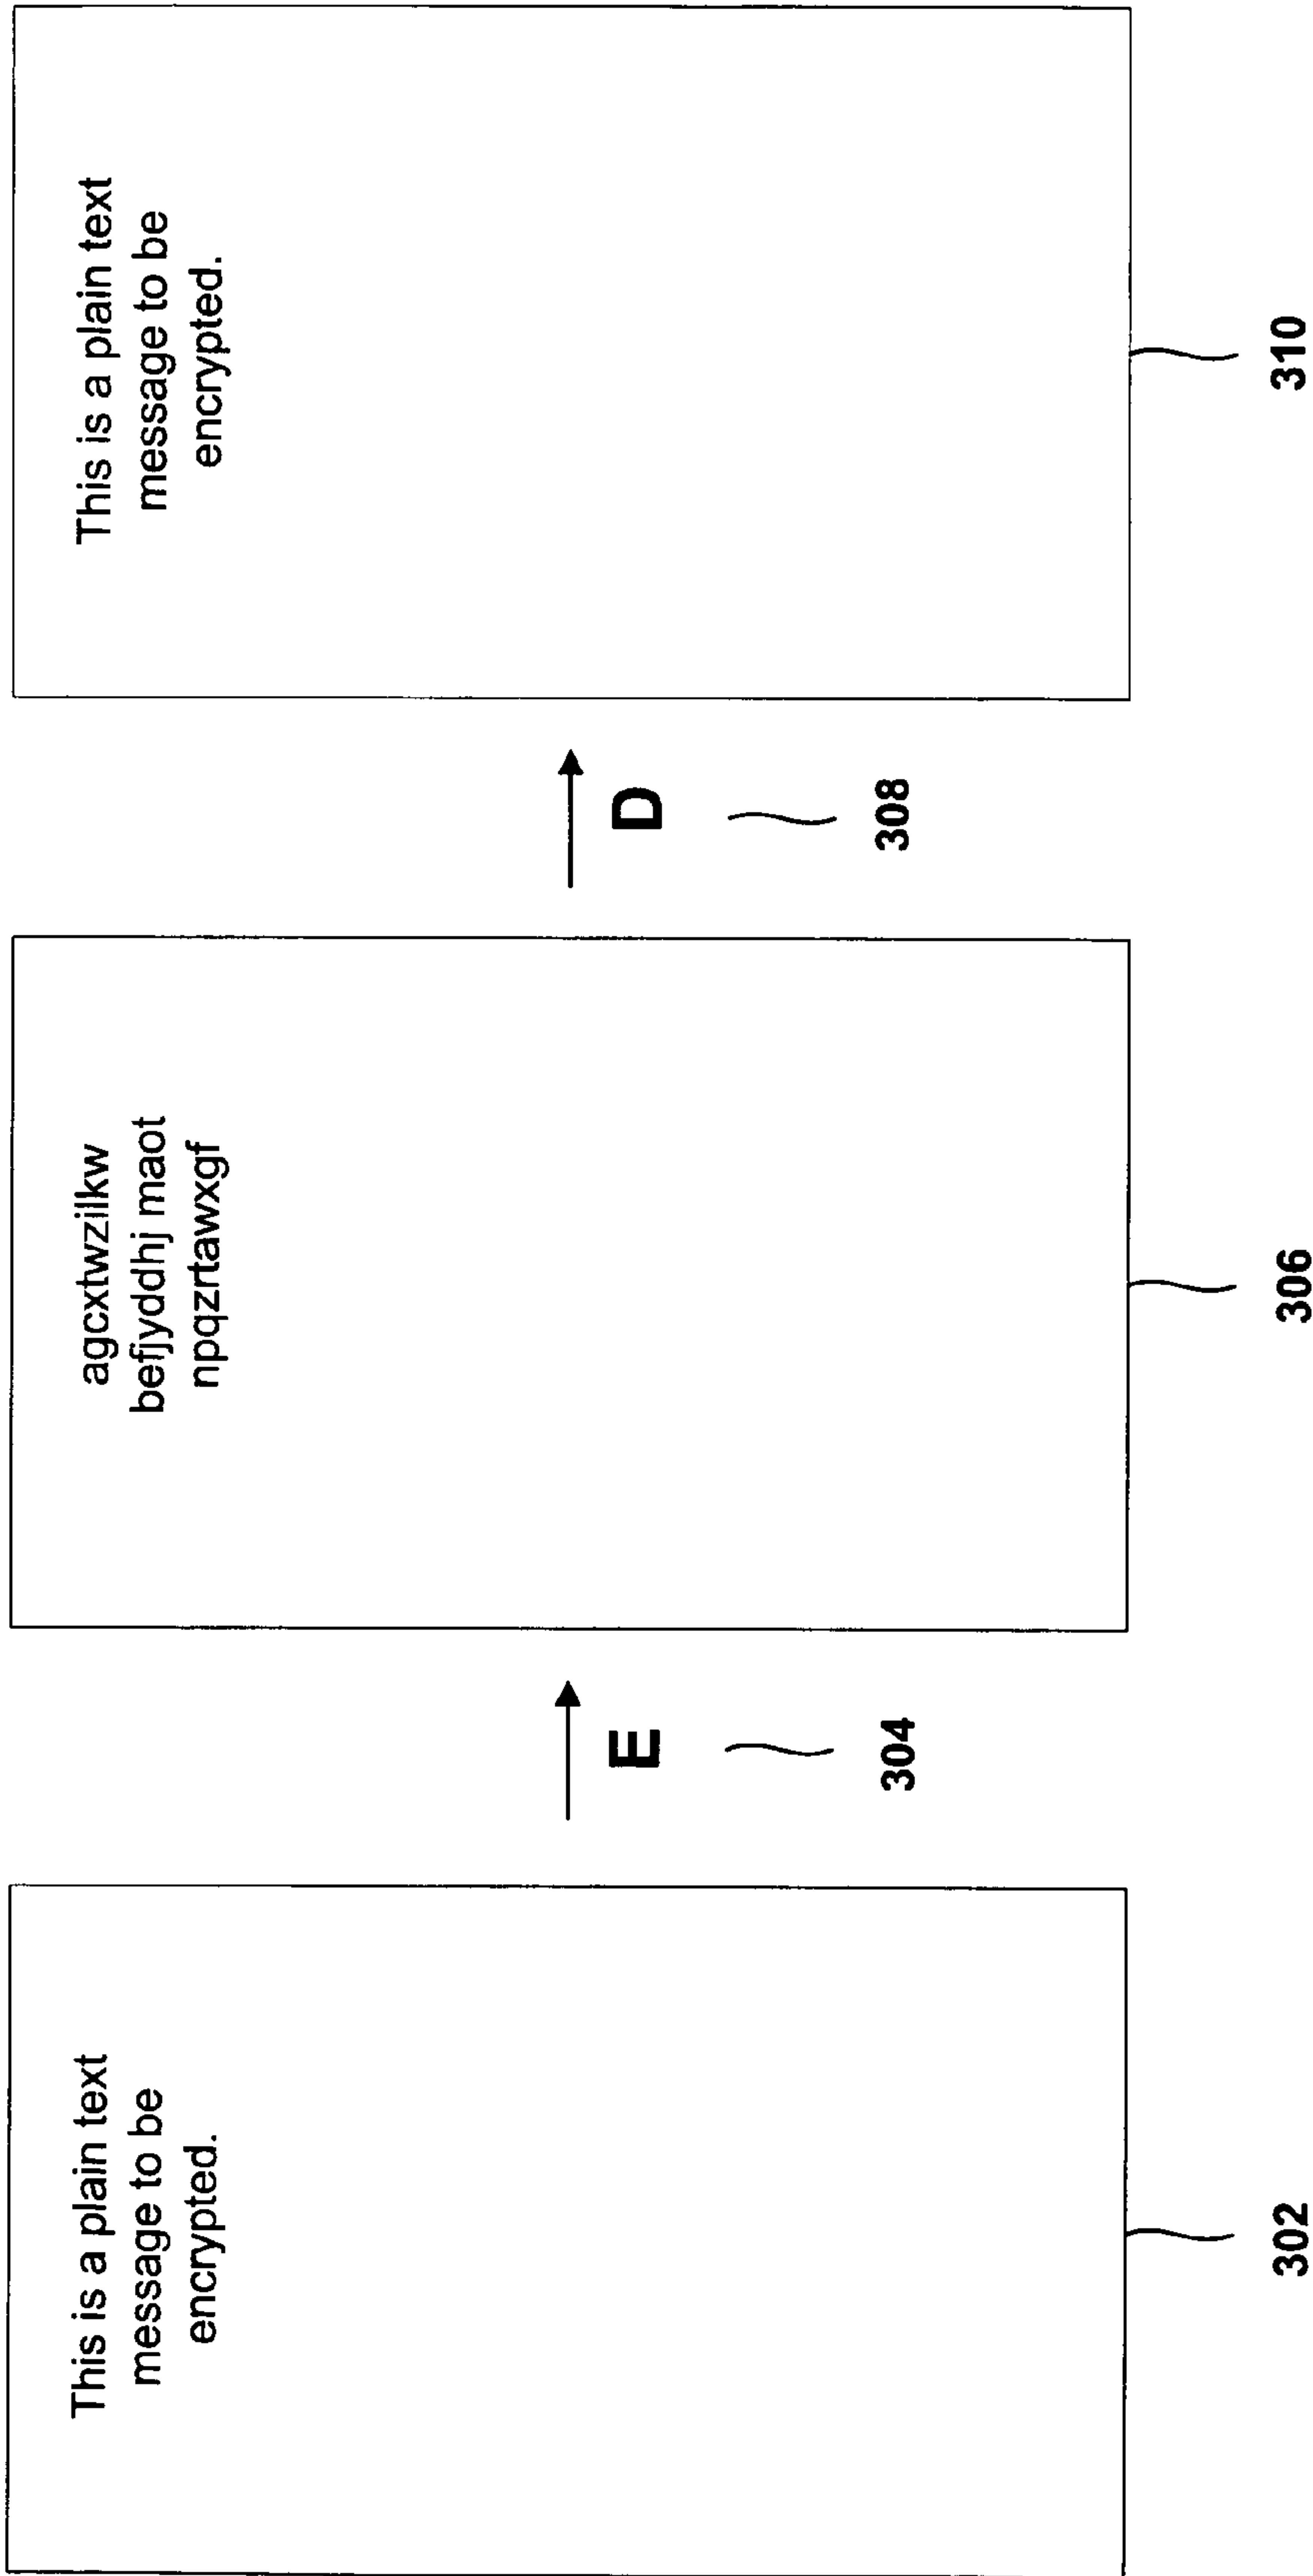 This is a plain text
message to be
encrypted.
302
E
304
agcxtwzilkw
befjyddhj maot
npqzrtawxgf
306
D
308
This is a plain text
message to be
encrypted.
310